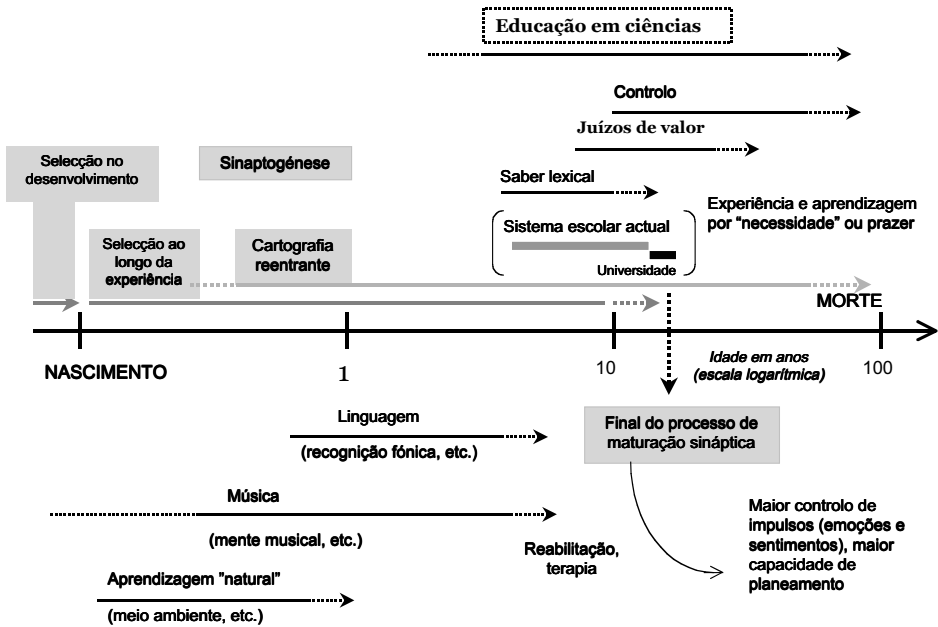 Educação em ciências
Controlo
Juízos de valor
Selecção no
desenvolvimento
Sinaptogénese
Saber lexical
Experiência e aprendizagem
por “necessidade” ou prazer
Sistema escolar actual
Universidade
Selecção ao
longo da
experiência
Cartografia
reentrante
MORTE
NASCIMENTO
1
10
Idade em anos
(escala logarítmica)
100
Linguagem
(recognição fónica, etc.)
Final do processo de
maturação sináptica
Música
(mente musical, etc.)
Reabilitação,
terapia
Maior controlo de
impulsos (emoções e
sentimentos), maior
capacidade de
planeamento
Aprendizagem ”natural”
(meio ambiente, etc.)